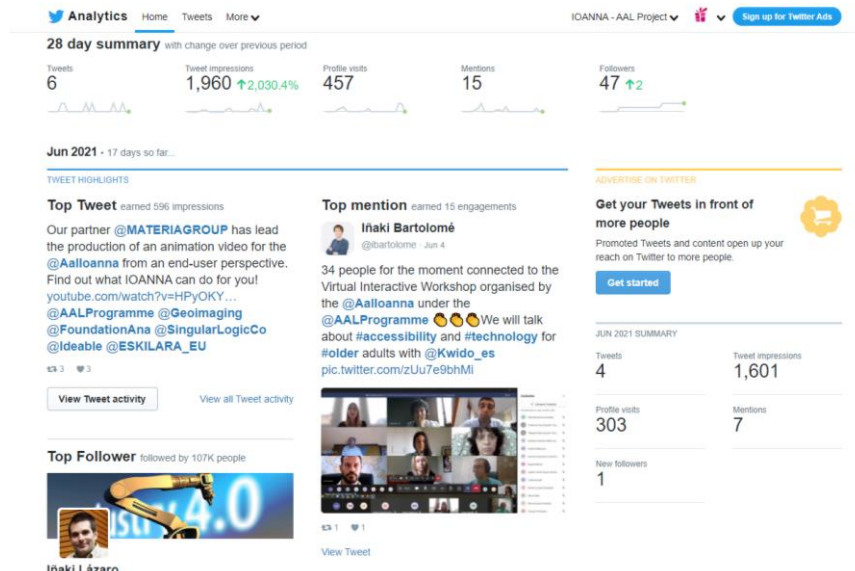 Analytics Home Tweets More IOANNA - AAL Project Sign up for Twitter Ads
28 day summary with change over previous period
Tweets
6
Tweet impressions
1,960 ↑2,030.4%
Profile visits
457
Mentions
15
Followers
47 ↑2
Jun 2021 • 17 days so far...
TWEET HIGHLIGHTS
Top Tweet earned 596 impressions
Our partner @MATERIAGROUP has lead
the production of an animation video for the
@AalIoanna from an end-user perspective.
Find out what IOANNA can do for you!
youtube.com/watch?v=HPyOKY…
@AALProgramme @Geoimaging
@FoundationAna @SingularLogicCo
@Ideable @ESKILARA_EU
3 3
View Tweet activity
View all Tweet activity
Top Follower followed by 107K people
ustry 4.0
Iñaki Lázaro
Top mention earned 15 engagements
Iñaki Bartolomé
@ibartolome · Jun 4
34 people for the moment connected to the
Virtual Interactive Workshop organised by
the @AalIoanna under the
@AALProgramme 👏👏👏We will talk
about #accessibility and #technology for
#older adults with @Kwido_es
pic.twitter.com/zUu7e9bhMi
1 1
View Tweet
ADVERTISE ON TWITTER
Get your Tweets in front of
more people
Promoted Tweets and content open up your
reach on Twitter to more people.
Get started
JUN 2021 SUMMARY
Tweets
4
Tweet impressions
1,601
Profile visits
303
Mentions
7
New followers
1